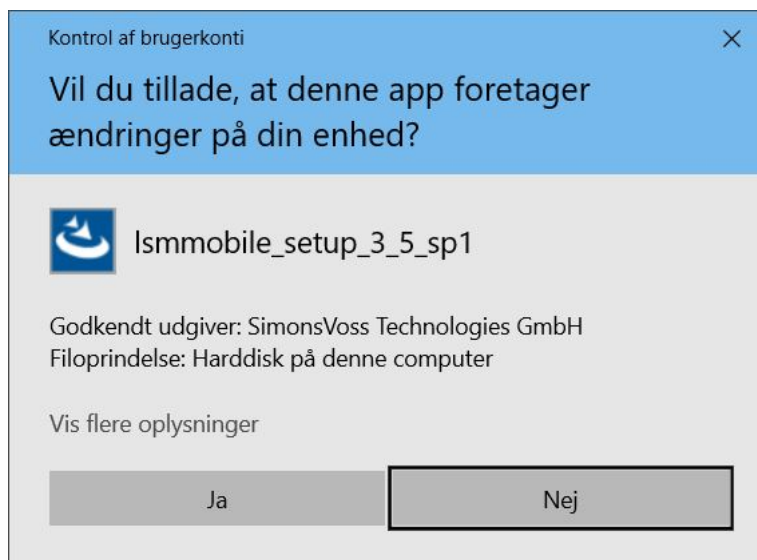 Kontrol af brugerkonti
Vil du tillade, at denne app foretager
ændringer på din enhed?
lsmmobile_setup_3_5_sp1
Godkendt udgiver: SimonsVoss Technologies GmbH
Filoprindelse: Harddisk på denne computer
Vis flere oplysninger
Ja
Nej